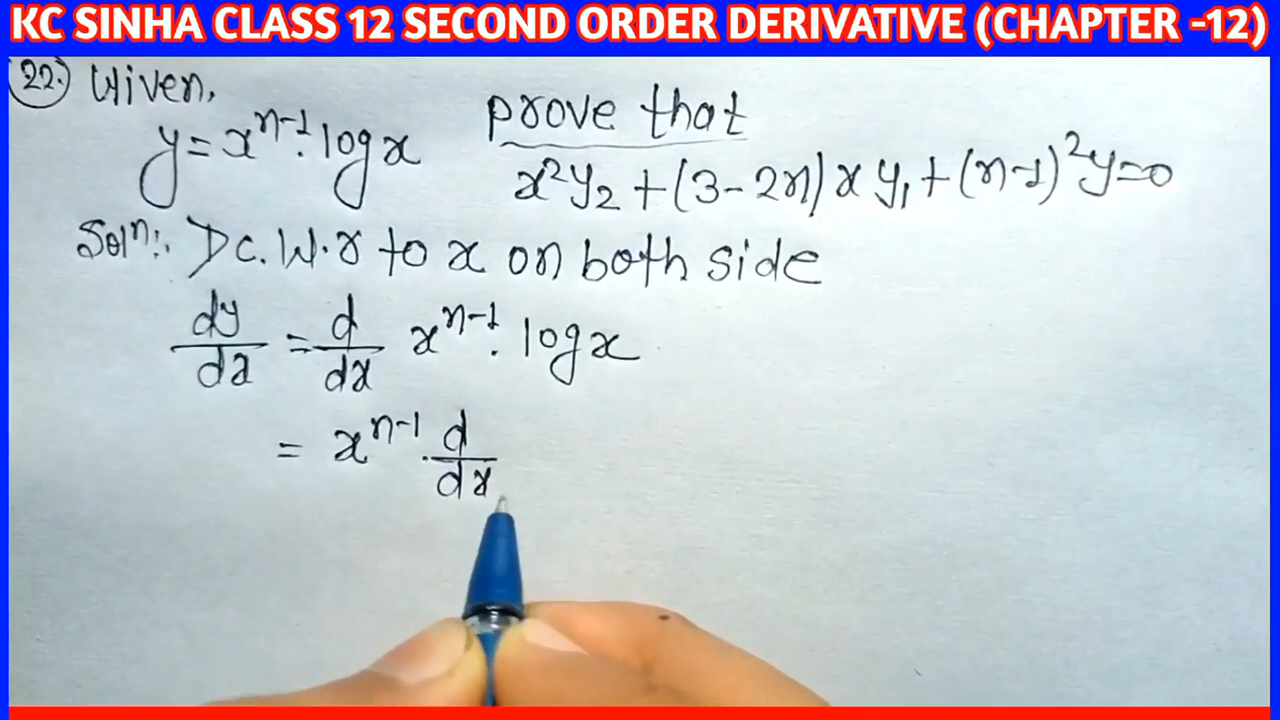 KC SINHA CLASS 12 SECOND ORDER DERIVATIVE (CHAPTER -12)
22. Given,
y = x^{n-1}. log x
prove that
x²y₂ + (3-2n) x y₁ + (n-1)² y = 0
Solⁿ:. Dc. W.r to x on both side
dy/dx = d/dx x^{n-1}. log x
= x^{n-1}. d/dx